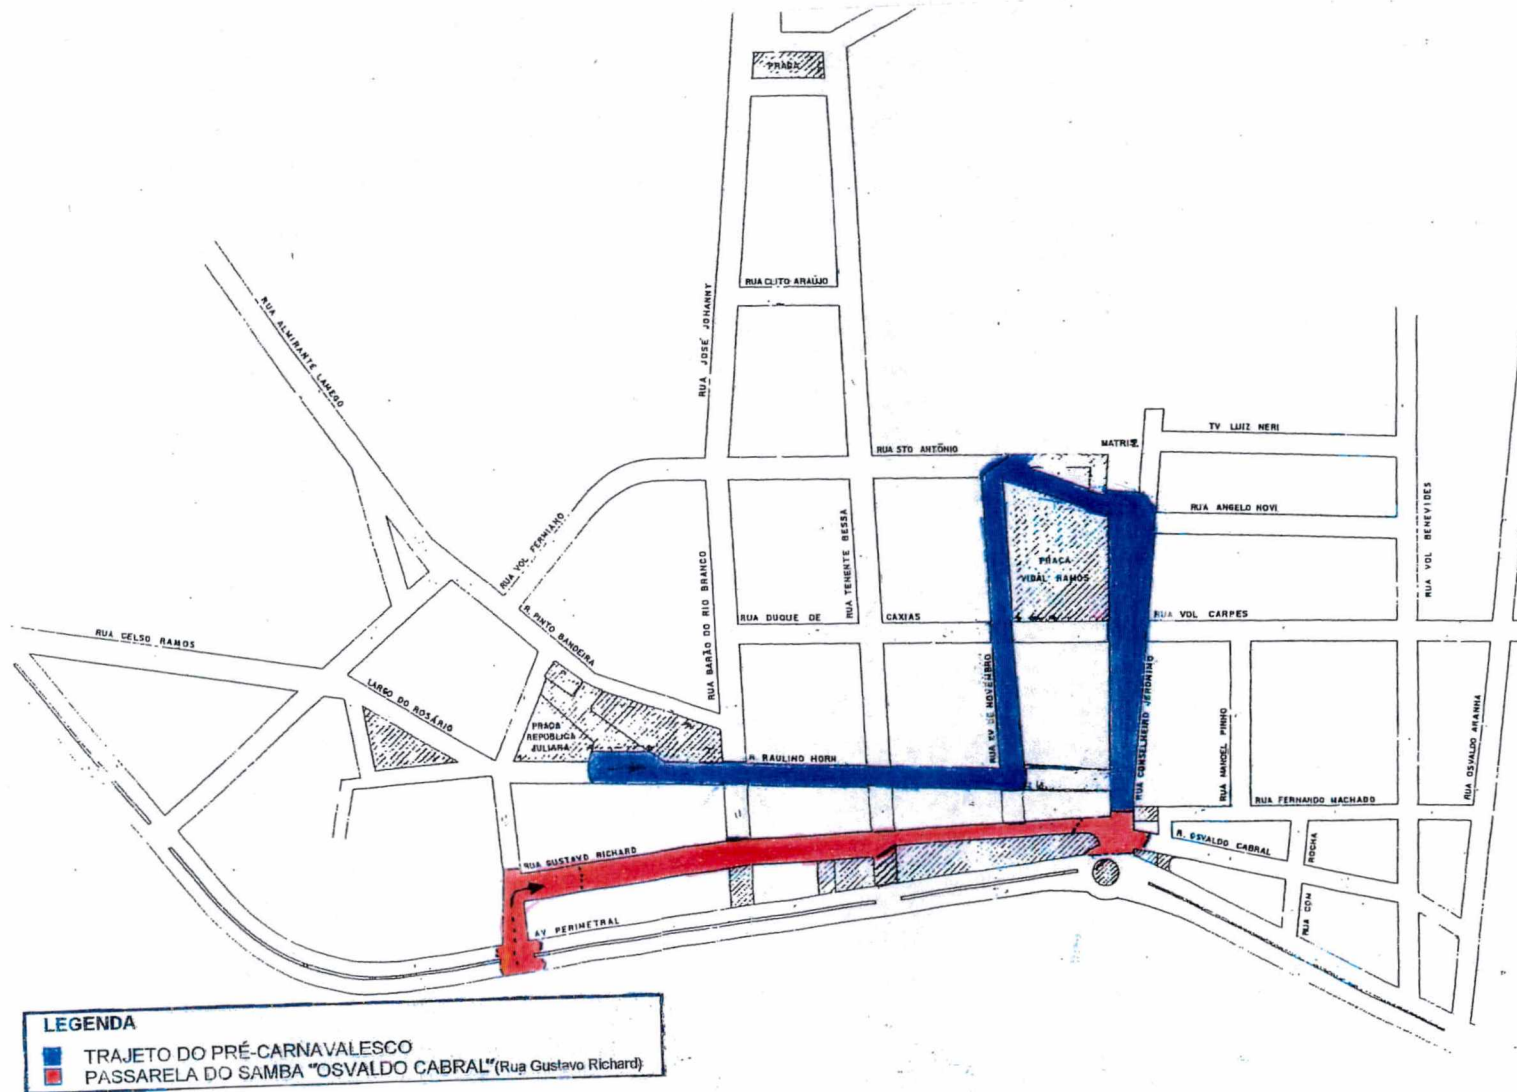 PRAÇA
RUA CLITO ARAÚJO
RUA JOSÉ JOHANNY
RUA ALMIRANTE LAMEGO
TV LUIZ NERI
MATRIZ
RUA STO ANTÔNIO
RUA ANGELO NOVI
RUA VOL BENEVIDES
RUA VOL FERMIANO
RUA TENENTE BESSA
PRAÇA
VIDAL RAMOS
RUA BARÃO DO RIO BRANCO
RUA DUQUE DE CAXIAS
RUA VOL CARPES
R. PINTO BANDEIRA
RUA CELSO RAMOS
LARGO DO ROSÁRIO
RUA XV DE NOVEMBRO
RUA CONSELHEIRO JERONIMO
RUA MANOEL PINHO
RUA OSVALDO ARANHA
PRAÇA
REPÚBLICA
JULIANA
R. RAULINO HORN
RUA FERNANDO MACHADO
R. OSVALDO CABRAL
ROCHA
RUA COM
RUA GUSTAVO RICHARD
AV PERIMETRAL
LEGENDA
TRAJETO DO PRÉ-CARNAVALESCO
PASSARELA DO SAMBA "OSVALDO CABRAL"(Rua Gustavo Richard)